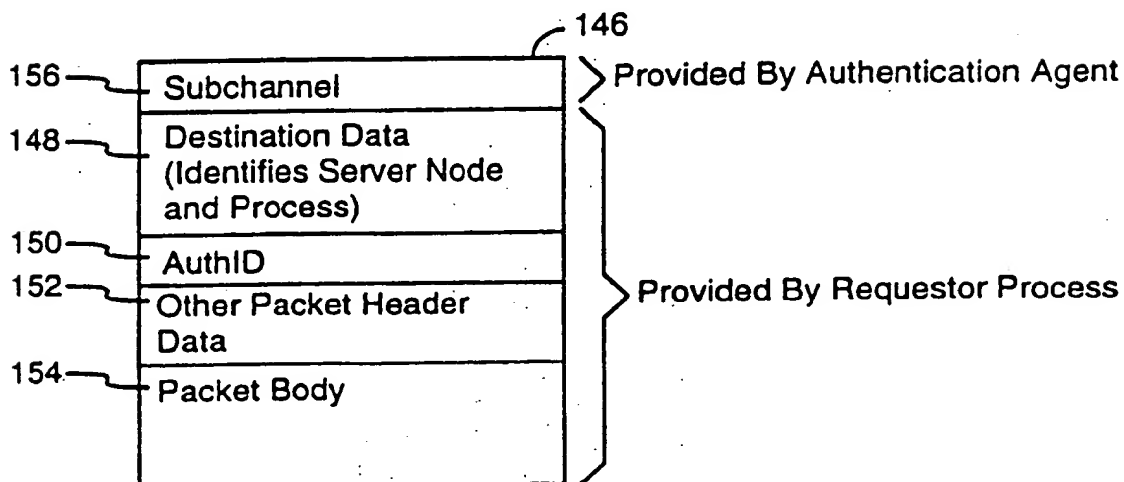 146
156 Subchannel Provided By Authentication Agent
148 Destination Data
(Identifies Server Node
and Process)
150 AuthID
152 Other Packet Header
Data
Provided By Requestor Process
154 Packet Body